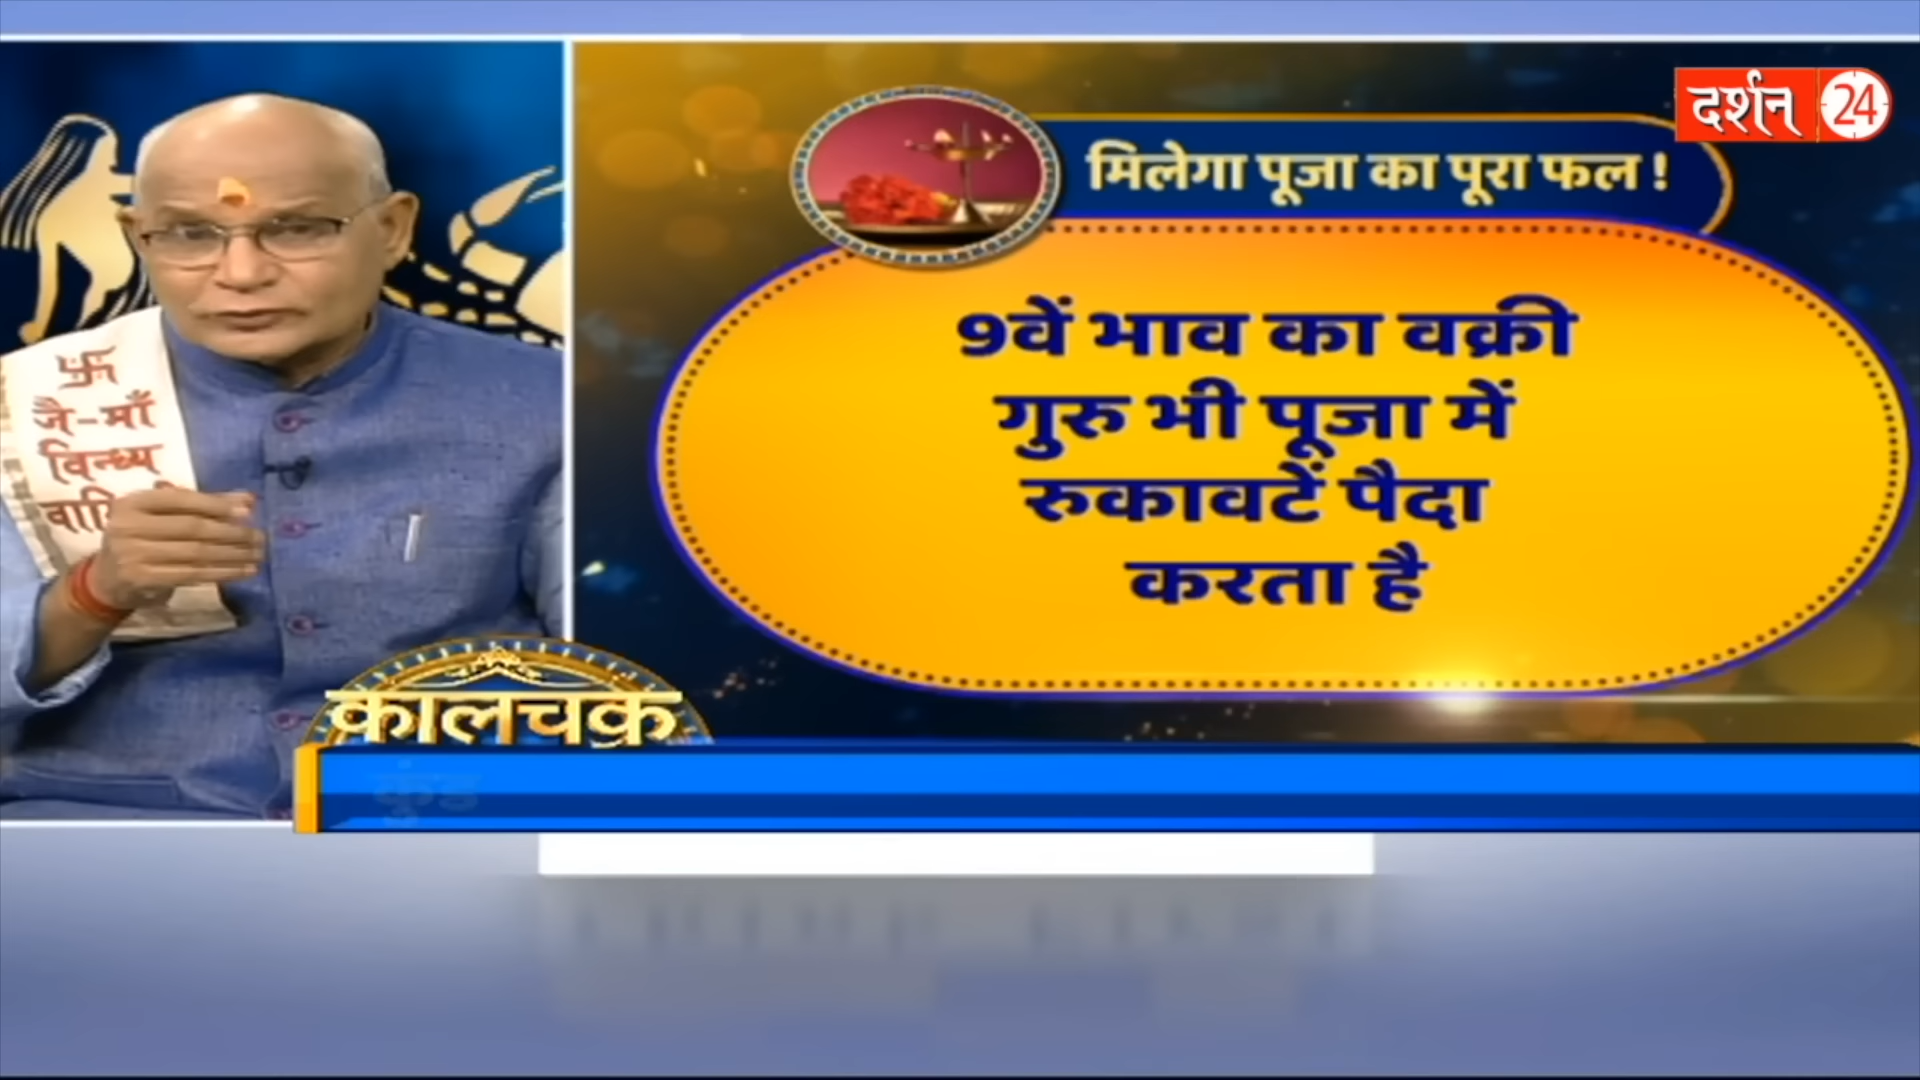 दर्शन 24
मिलेगा पूजा का पूरा फल !
9वें भाव का वक्री
गुरु भी पूजा में
रुकावटें पैदा
करता है
जै-माँ
विन्ध्य
कालचक्र